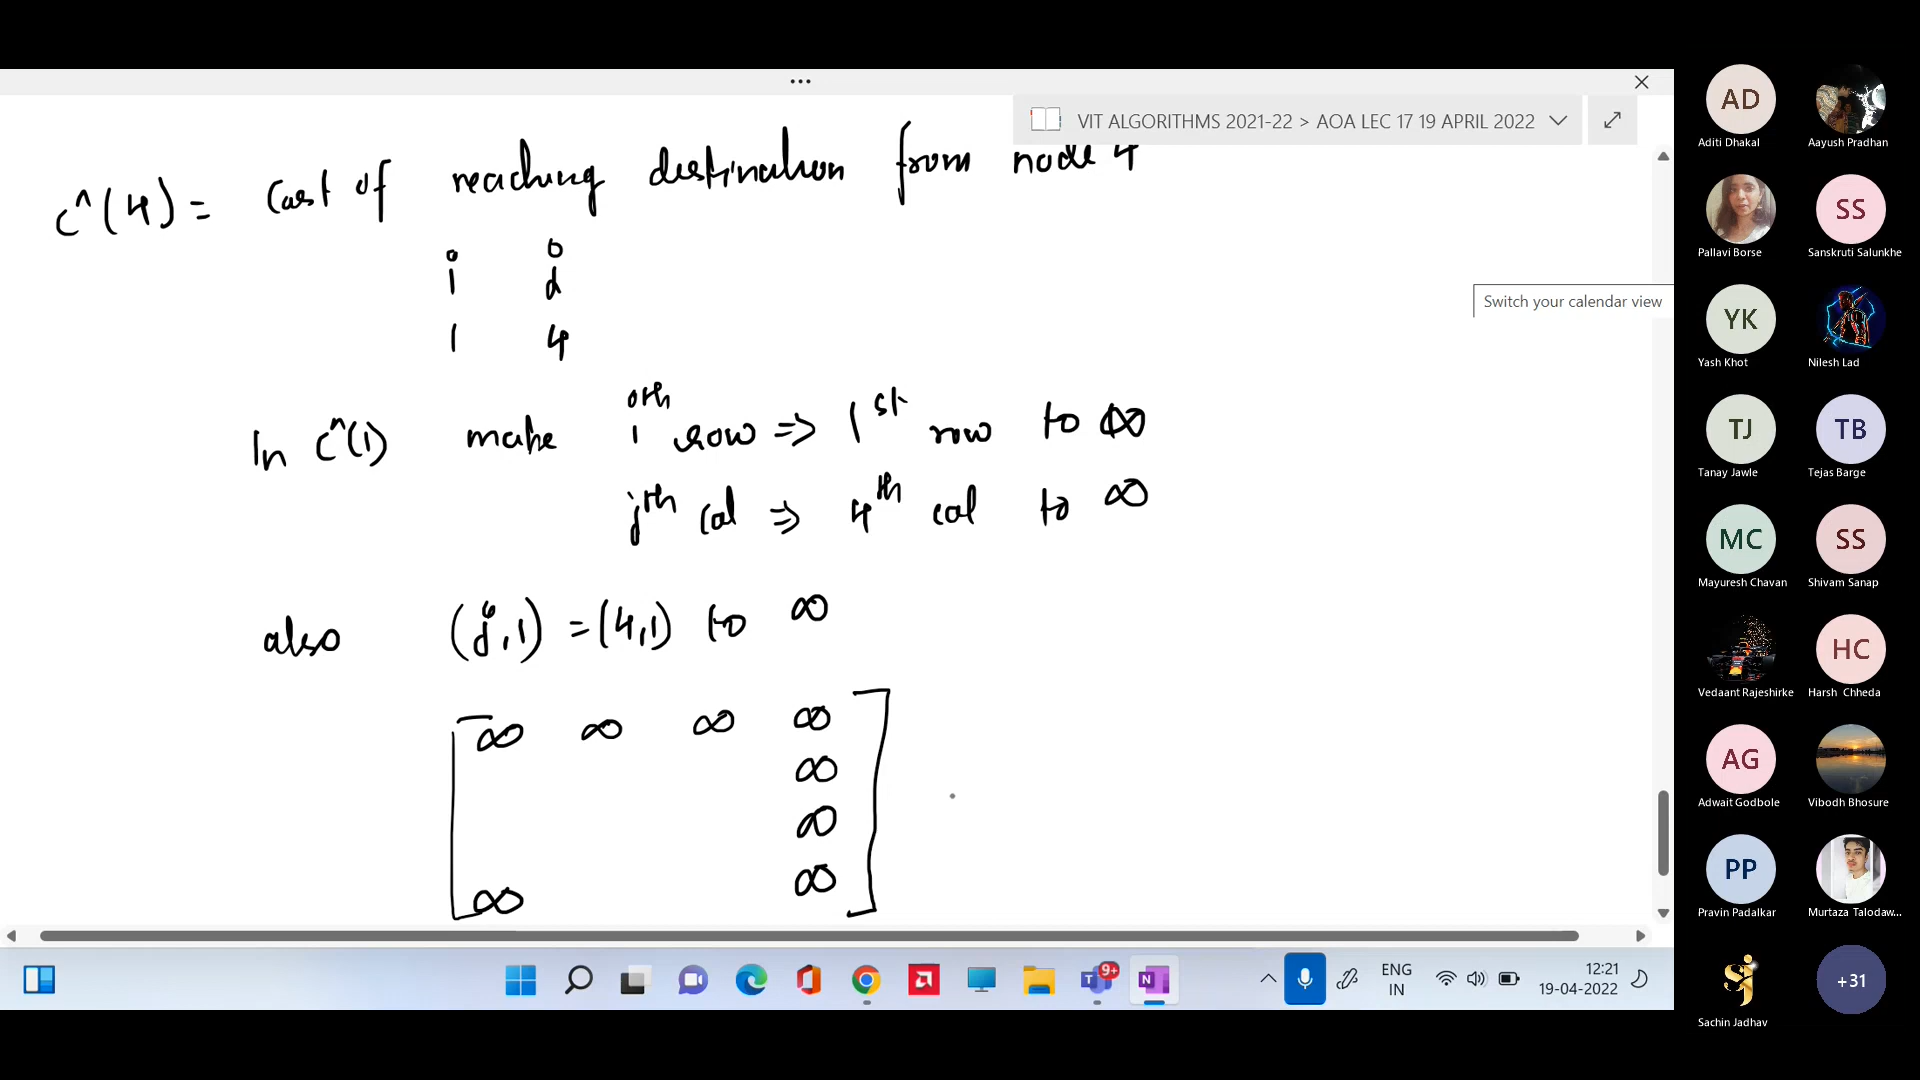 VIT ALGORITHMS 2021-22 > AOA LEC 17 19 APRIL 2022
c^(4) = cost of reaching destination from node 4
i j
1 4
In c^(1) make ith row => 1st row to ∞
jth col => 4th col to ∞
also (j,1) = (4,1) to ∞
∞ ∞ ∞ ∞
∞
∞
∞ ∞
Switch your calendar view
AD
Aditi Dhakal
Aayush Pradhan
Pallavi Borse
SS
Sanskruti Salunkhe
YK
Yash Khot
Nilesh Lad
TJ
Tanay Jawle
TB
Tejas Barge
MC
Mayuresh Chavan
SS
Shivam Sanap
Vedaant Rajeshirke
HC
Harsh Chheda
AG
Adwait Godbole
Vibodh Bhosure
PP
Pravin Padalkar
Murtaza Talodaw...
Sachin Jadhav
+31
9+
ENG
IN
12:21
19-04-2022